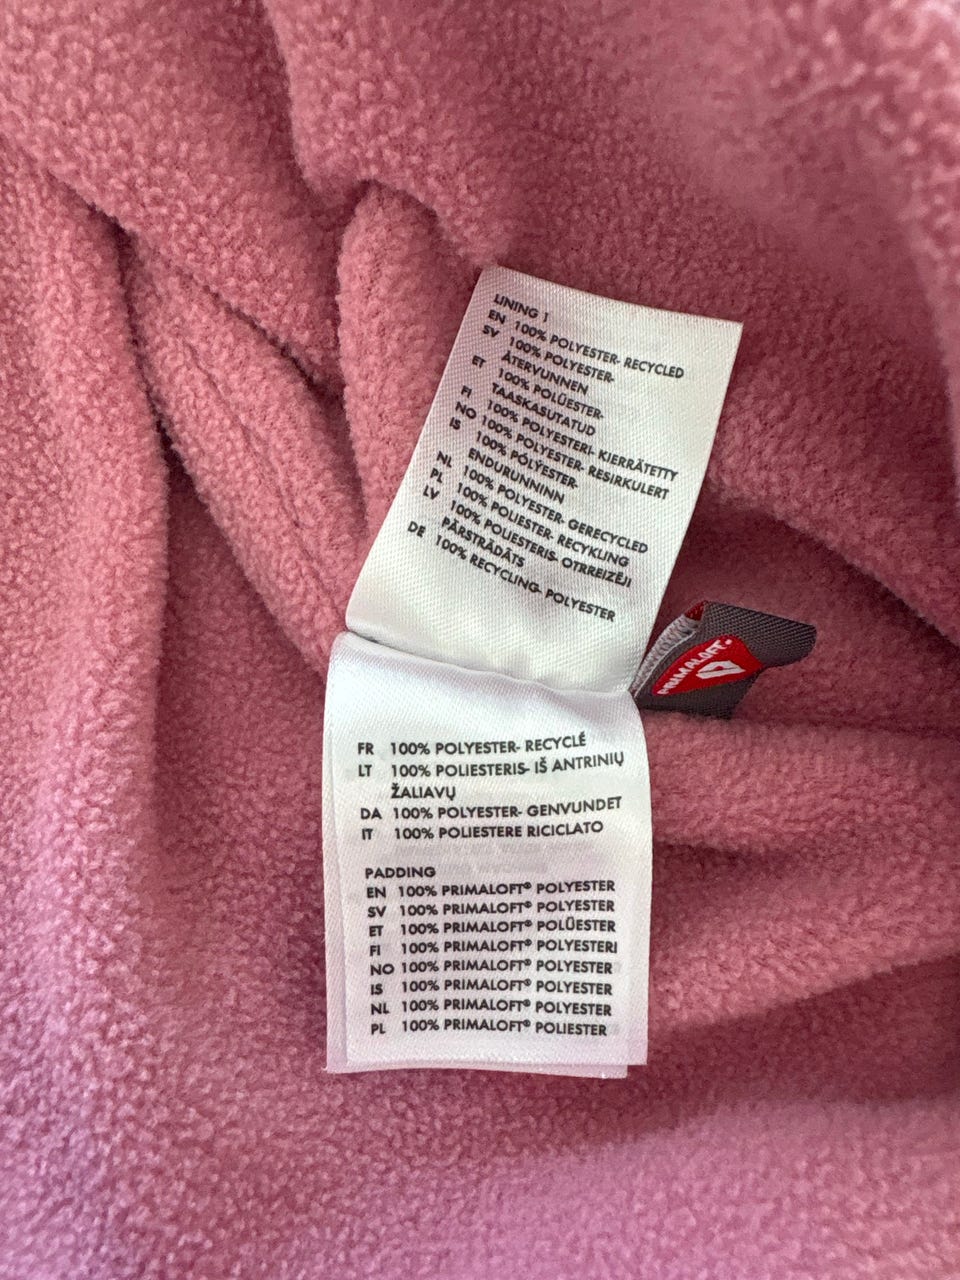 LINING 1
EN 100% POLYESTER- RECYCLED
SV 100% POLYESTER-
ÅTERVUNNEN
ET 100% POLÜESTER-
TAASKASUTATUD
FI 100% POLYESTERI- KIERRÄTETTY
NO 100% POLYESTER- RESIRKULERT
IS 100% PÓLÝESTER-
ENDURUNNINN
NL 100% POLYESTER- GERECYCLED
PL 100% POLIESTER- RECYKLING
LV 100% POLIESTERIS- OTRREIZĒJI
PĀRSTRĀDĀTS
DE 100% RECYCLING- POLYESTER
PRIMALOFT®
FR 100% POLYESTER- RECYCLÉ
LT 100% POLIESTERIS- IŠ ANTRINIŲ
ŽALIAVŲ
DA 100% POLYESTER- GENVUNDET
IT 100% POLIESTERE RICICLATO
PADDING
EN 100% PRIMALOFT® POLYESTER
SV 100% PRIMALOFT® POLYESTER
ET 100% PRIMALOFT® POLÜESTER
FI 100% PRIMALOFT® POLYESTERI
NO 100% PRIMALOFT® POLYESTER
IS 100% PRIMALOFT® POLYESTER
NL 100% PRIMALOFT® POLYESTER
PL 100% PRIMALOFT® POLIESTER